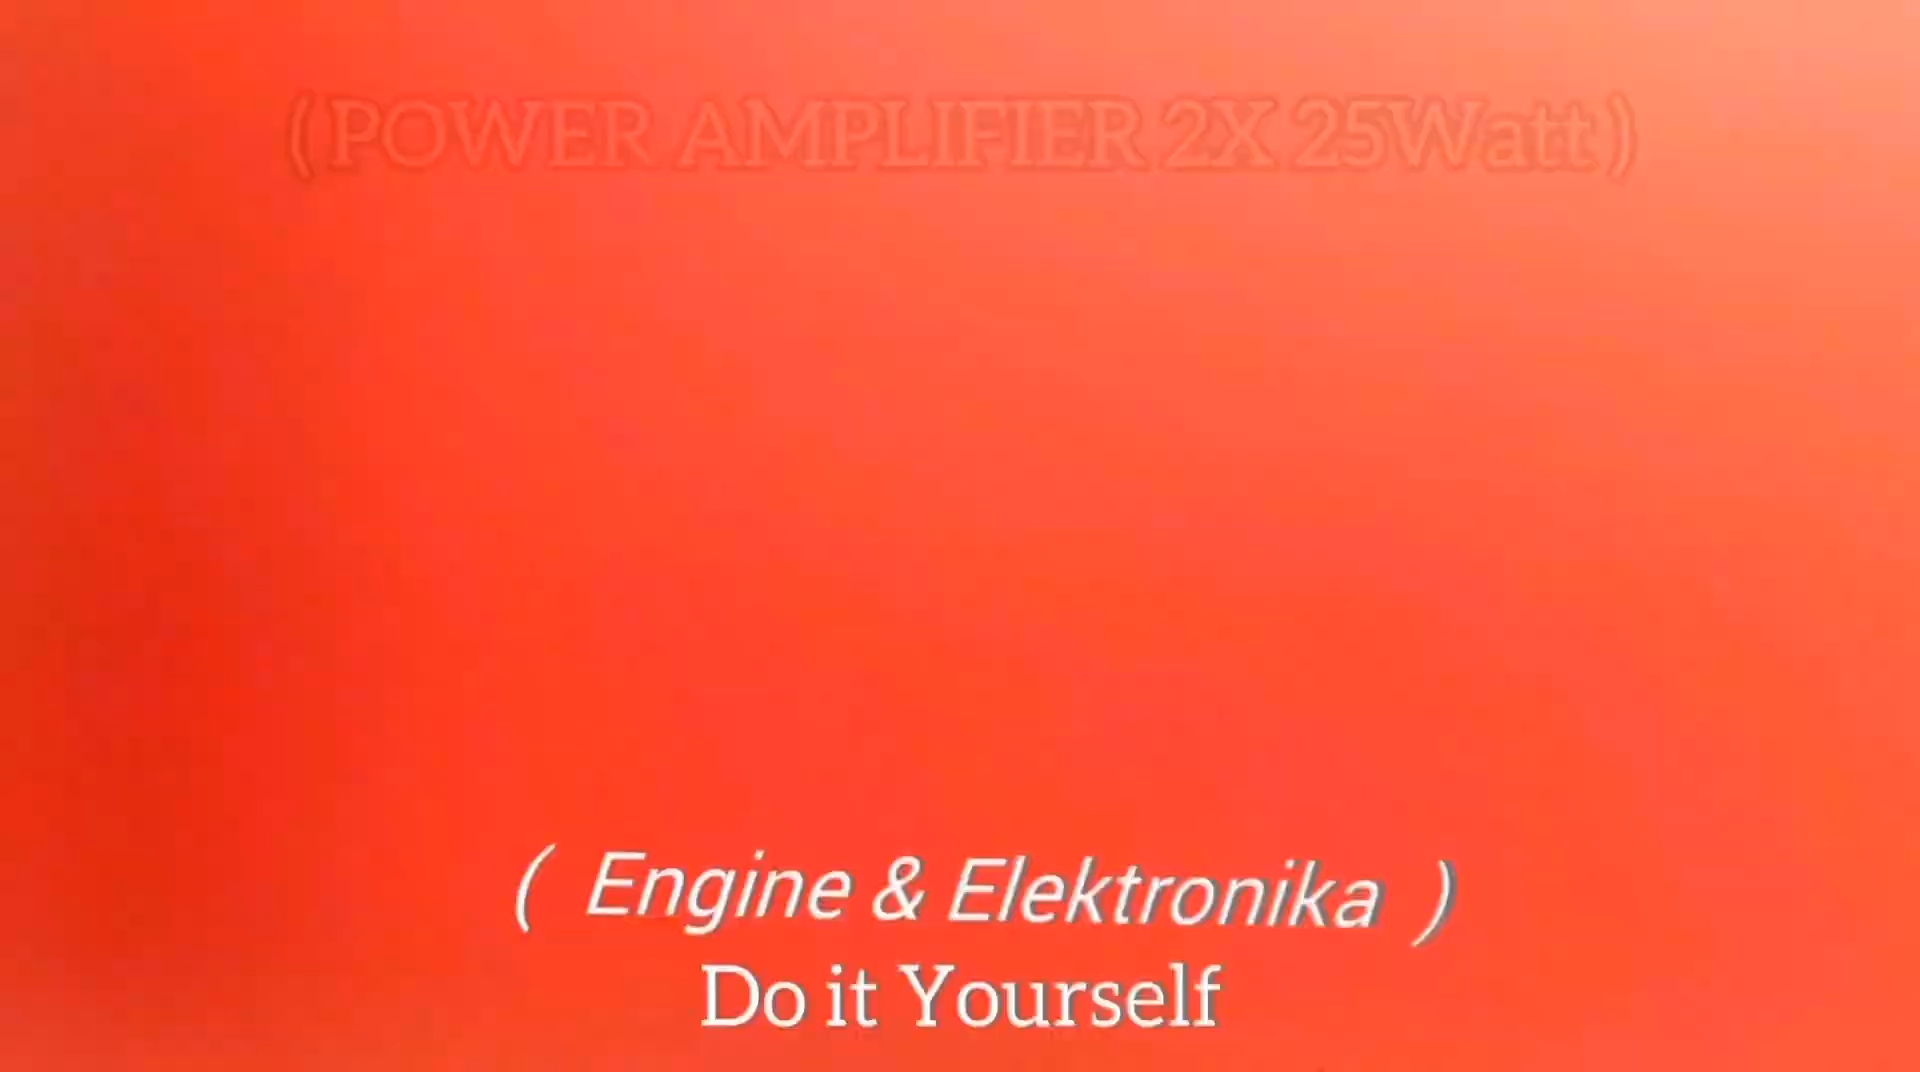 (POWER AMPLIFIER 2X 25Watt)
( Engine & Elektronika )
Do it Yourself